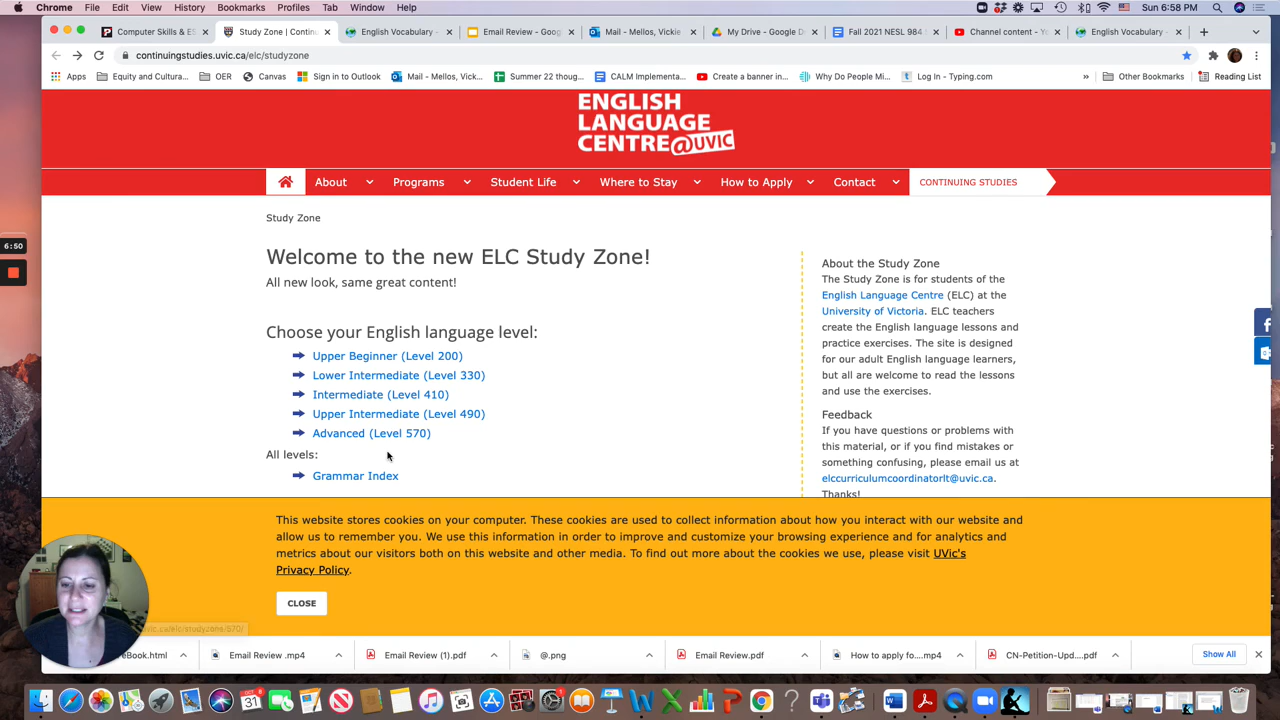 Chrome File Edit View History Bookmarks Profiles Tab Window Help
Sun 6:58 PM
Computer Skills & ES
Study Zone | Contin
English Vocabulary -
Email Review - Goog
Mail - Mellos, Vickie
My Drive - Google D
Fall 2021 NESL 984
Channel content - Yo
English Vocabulary -
continuingstudies.uvic.ca/elc/studyzone
Apps
Equity and Cultura...
OER
Canvas
Sign in to Outlook
Mail - Mellos, Vick...
Summer 22 thoug...
CALM Implementa...
Create a banner in...
Why Do People Mi...
Log In - Typing.com
»
Other Bookmarks
Reading List
ENGLISH
LANGUAGE
CENTRE@UVIC
About Programs Student Life Where to Stay How to Apply Contact CONTINUING STUDIES
Study Zone
6:50
Welcome to the new ELC Study Zone!
All new look, same great content!
Choose your English language level:
Upper Beginner (Level 200)
Lower Intermediate (Level 330)
Intermediate (Level 410)
Upper Intermediate (Level 490)
Advanced (Level 570)
All levels:
Grammar Index
About the Study Zone
The Study Zone is for students of the
English Language Centre (ELC) at the
University of Victoria. ELC teachers
create the English language lessons and
practice exercises. The site is designed
for our adult English language learners,
but all are welcome to read the lessons
and use the exercises.
Feedback
If you have questions or problems with
this material, or if you find mistakes or
something confusing, please email us at
elccurriculumcoordinatorlt@uvic.ca.
Thanks!
This website stores cookies on your computer. These cookies are used to collect information about how you interact with our website and
allow us to remember you. We use this information in order to improve and customize your browsing experience and for analytics and
metrics about our visitors both on this website and other media. To find out more about the cookies we use, please visit UVic's
Privacy Policy.
CLOSE
vic.ca/elc/studyzone/570/
eBook.html
Email Review .mp4
Email Review (1).pdf
@.png
Email Review.pdf
How to apply fo....mp4
CN-Petition-Upd....pdf
Show All